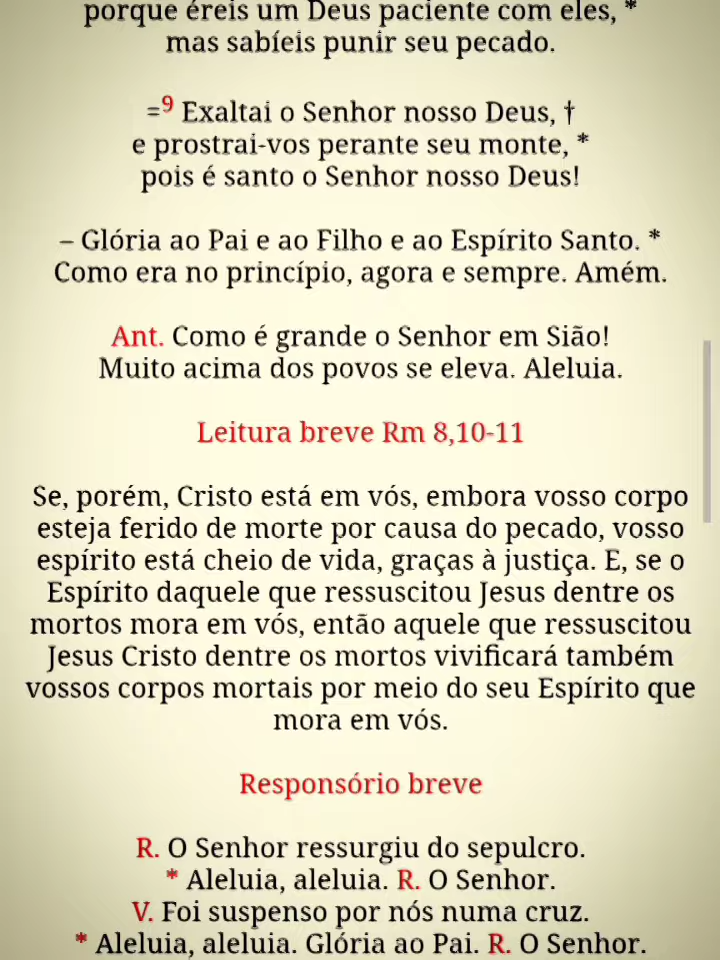 porque éreis um Deus paciente com eles, *
mas sabíeis punir seu pecado.
=9 Exaltai o Senhor nosso Deus, †
e prostrai-vos perante seu monte, *
pois é santo o Senhor nosso Deus!
– Glória ao Pai e ao Filho e ao Espírito Santo. *
Como era no princípio, agora e sempre. Amém.
Ant. Como é grande o Senhor em Sião!
Muito acima dos povos se eleva. Aleluia.
Leitura breve Rm 8,10-11
Se, porém, Cristo está em vós, embora vosso corpo
esteja ferido de morte por causa do pecado, vosso
espírito está cheio de vida, graças à justiça. E, se o
Espírito daquele que ressuscitou Jesus dentre os
mortos mora em vós, então aquele que ressuscitou
Jesus Cristo dentre os mortos vivificará também
vossos corpos mortais por meio do seu Espírito que
mora em vós.
Responsório breve
R. O Senhor ressurgiu do sepulcro.
* Aleluia, aleluia. R. O Senhor.
V. Foi suspenso por nós numa cruz.
* Aleluia, aleluia. Glória ao Pai. R. O Senhor.